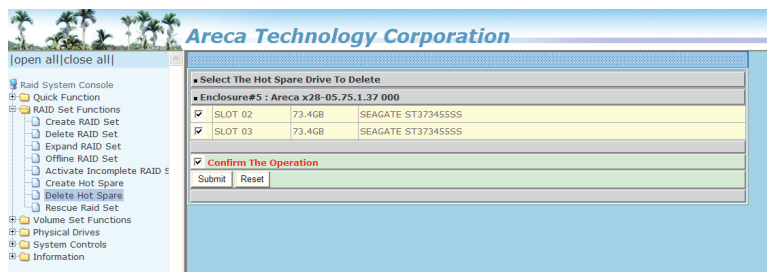 Areca Technology Corporation
|open all|close all|
Raid System Console
Quick Function
RAID Set Functions
Create RAID Set
Delete RAID Set
Expand RAID Set
Offline RAID Set
Activate Incomplete RAID S
Create Hot Spare
Delete Hot Spare
Rescue Raid Set
Volume Set Functions
Physical Drives
System Controls
Information
Select The Hot Spare Drive To Delete
Enclosure#5 : Areca x28-05.75.1.37 000
SLOT 02 73.4GB SEAGATE ST373455SS
SLOT 03 73.4GB SEAGATE ST373455SS
Confirm The Operation
Submit Reset